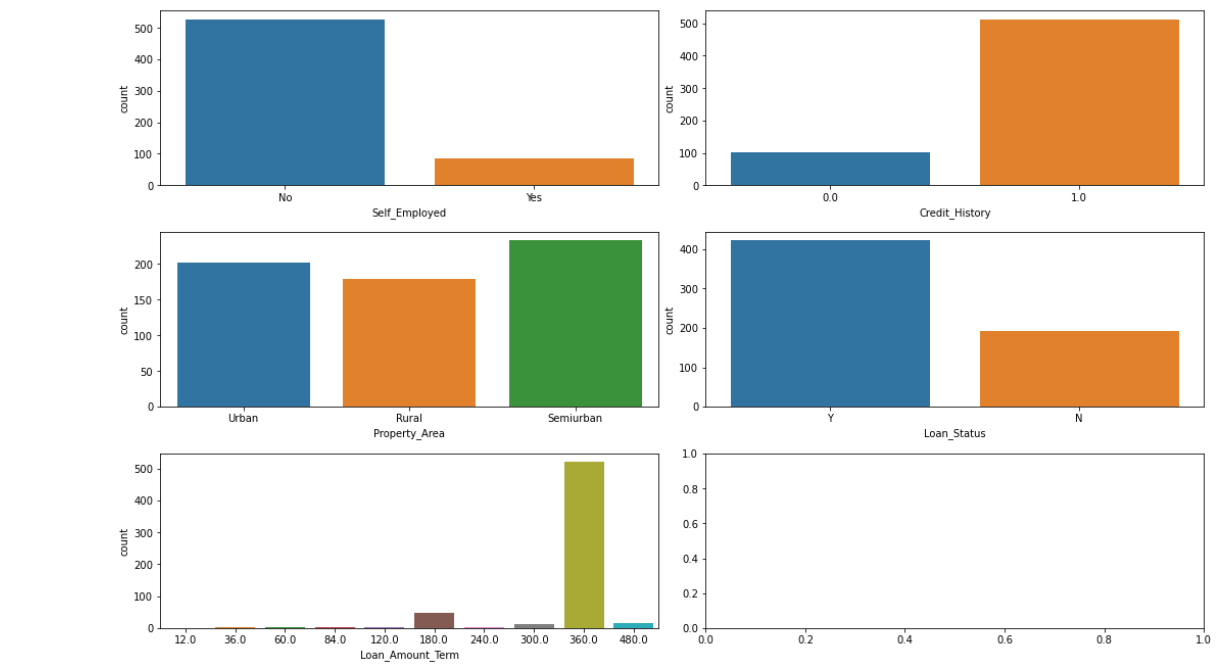 500
400
300
200
100
0
count
No
Yes
Self_Employed
500
400
300
200
100
0
count
0.0
1.0
Credit_History
200
150
100
50
0
count
Urban
Rural
Semiurban
Property_Area
400
300
200
100
0
count
Y
N
Loan_Status
500
400
300
200
100
0
count
12.0 36.0 60.0 84.0 120.0 180.0 240.0 300.0 360.0 480.0
Loan_Amount_Term
1.0
0.8
0.6
0.4
0.2
0.0
0.0 0.2 0.4 0.6 0.8 1.0